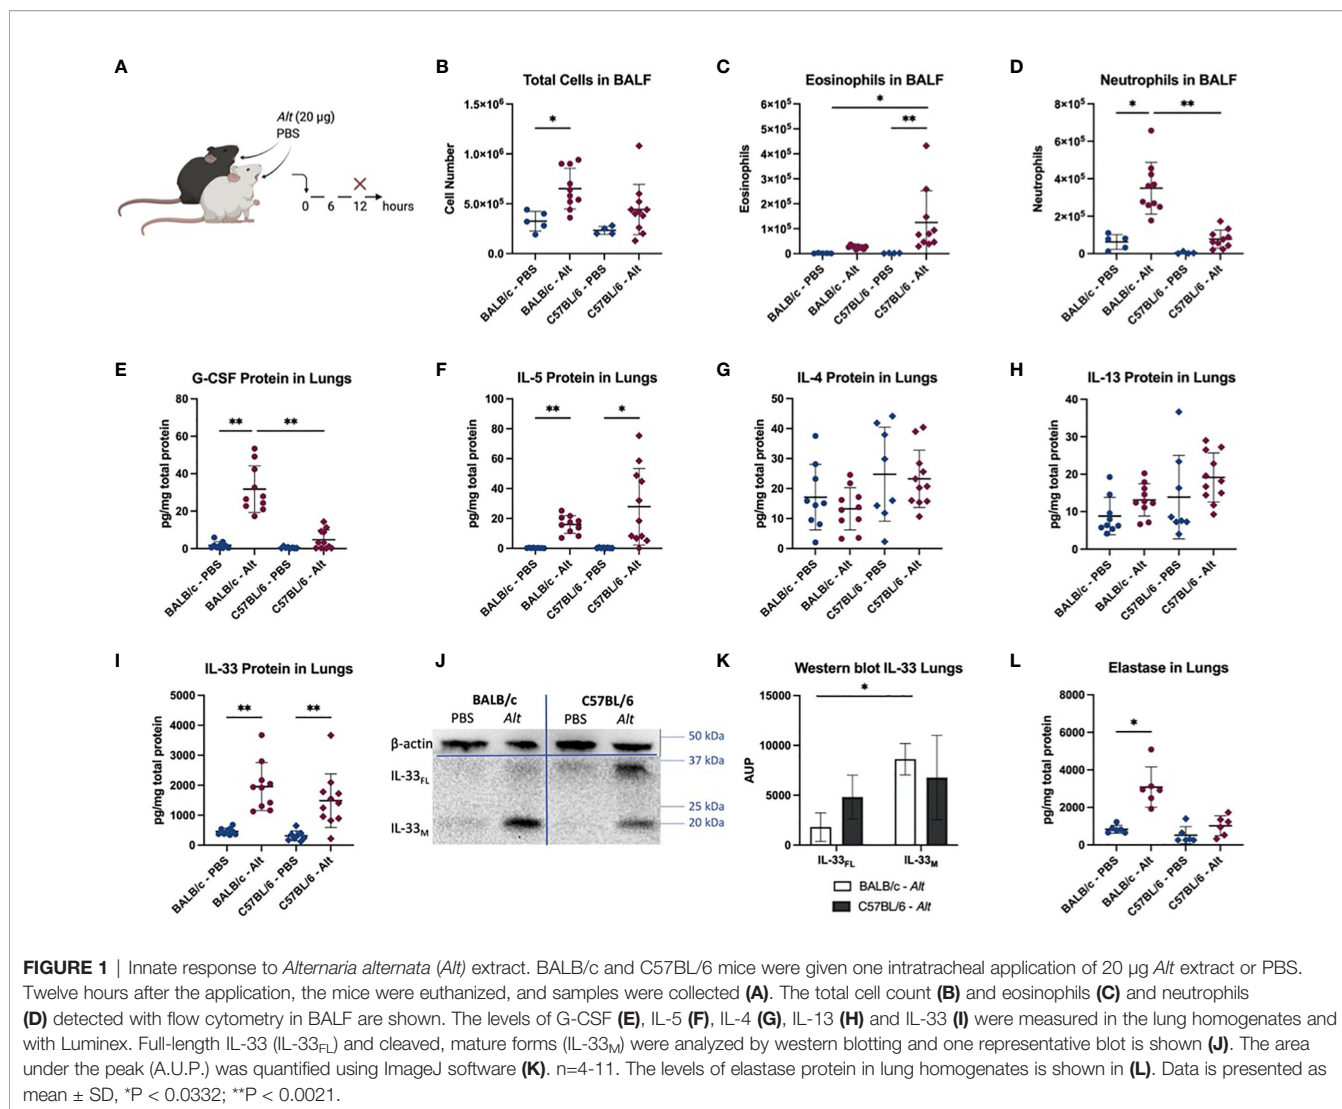 A
Alt (20 µg)
PBS
0 6 12 hours
B
Total Cells in BALF
Cell Number
1.5×10⁶
1.0×10⁶
5.0×10⁵
0.0
*
BALB/c - PBS
BALB/c - Alt
C57BL/6 - PBS
C57BL/6 - Alt
C
Eosinophils in BALF
Eosinophils
6×10⁵
5×10⁵
4×10⁵
3×10⁵
2×10⁵
1×10⁵
0
*
**
BALB/c - PBS
BALB/c - Alt
C57BL/6 - PBS
C57BL/6 - Alt
D
Neutrophils in BALF
Neutrophils
8×10⁵
6×10⁵
4×10⁵
2×10⁵
0
* **
BALB/c - PBS
BALB/c - Alt
C57BL/6 - PBS
C57BL/6 - Alt
E
G-CSF Protein in Lungs
pg/mg total protein
80
60
40
20
0
** **
BALB/c - PBS
BALB/c - Alt
C57BL/6 - PBS
C57BL/6 - Alt
F
IL-5 Protein in Lungs
pg/mg total protein
100
80
60
40
20
0
** *
BALB/c - PBS
BALB/c - Alt
C57BL/6 - PBS
C57BL/6 - Alt
G
IL-4 Protein in Lungs
pg/mg total protein
50
40
30
20
10
0
BALB/c - PBS
BALB/c - Alt
C57BL/6 - PBS
C57BL/6 - Alt
H
IL-13 Protein in Lungs
pg/mg total protein
40
30
20
10
0
BALB/c - PBS
BALB/c - Alt
C57BL/6 - PBS
C57BL/6 - Alt
I
IL-33 Protein in Lungs
pg/mg total protein
5000
4000
3000
2000
1000
0
** **
BALB/c - PBS
BALB/c - Alt
C57BL/6 - PBS
C57BL/6 - Alt
J
BALB/c C57BL/6
PBS Alt PBS Alt
β-actin
IL-33FL
IL-33M
50 kDa
37 kDa
25 kDa
20 kDa
K
Western blot IL-33 Lungs
AUP
15000
10000
5000
0
*
IL-33FL IL-33M
BALB/c - Alt
C57BL/6 - Alt
L
Elastase in Lungs
pg/mg total protein
8000
6000
4000
2000
0
*
BALB/c - PBS
BALB/c - Alt
C57BL/6 - PBS
C57BL/6 - Alt
FIGURE 1 | Innate response to Alternaria alternata (Alt) extract. BALB/c and C57BL/6 mice were given one intratracheal application of 20 µg Alt extract or PBS.
Twelve hours after the application, the mice were euthanized, and samples were collected (A). The total cell count (B) and eosinophils (C) and neutrophils
(D) detected with flow cytometry in BALF are shown. The levels of G-CSF (E), IL-5 (F), IL-4 (G), IL-13 (H) and IL-33 (I) were measured in the lung homogenates and
with Luminex. Full-length IL-33 (IL-33FL) and cleaved, mature forms (IL-33M) were analyzed by western blotting and one representative blot is shown (J). The area
under the peak (A.U.P.) was quantified using ImageJ software (K). n=4-11. The levels of elastase protein in lung homogenates is shown in (L). Data is presented as
mean ± SD, *P < 0.0332; **P < 0.0021.